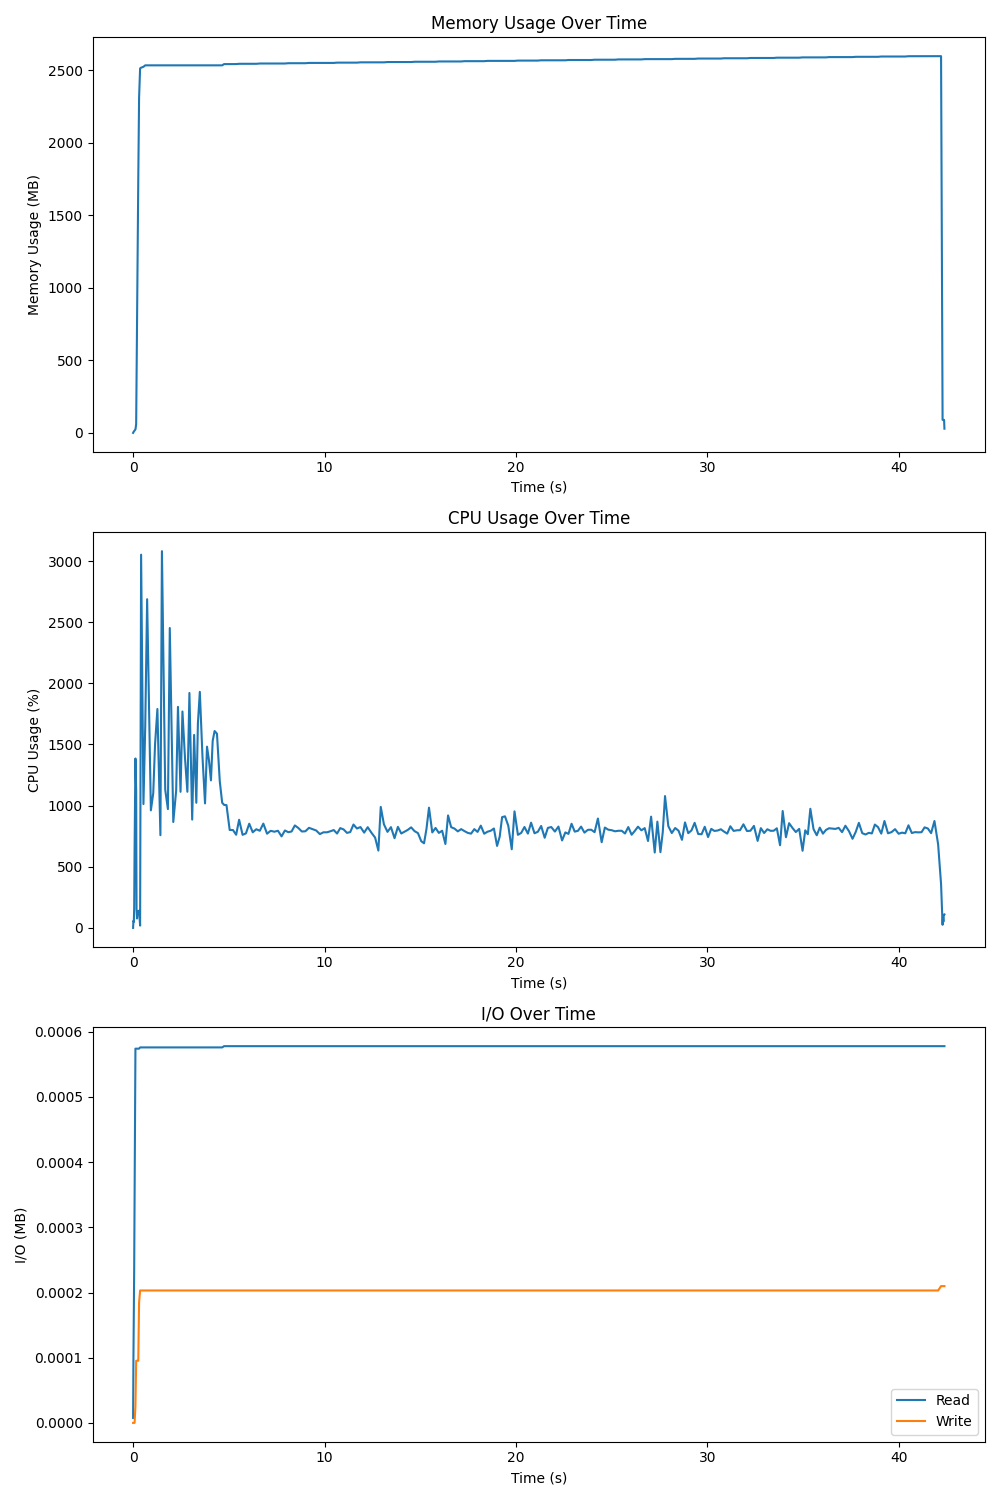 Memory Usage Over Time
2500
2000
1500
1000
500
0
Memory Usage (MB)
0 10 20 30 40
Time (s)
CPU Usage Over Time
3000
2500
2000
1500
1000
500
0
CPU Usage (%)
0 10 20 30 40
Time (s)
I/O Over Time
0.0006
0.0005
0.0004
0.0003
0.0002
0.0001
0.0000
I/O (MB)
Read
Write
0 10 20 30 40
Time (s)